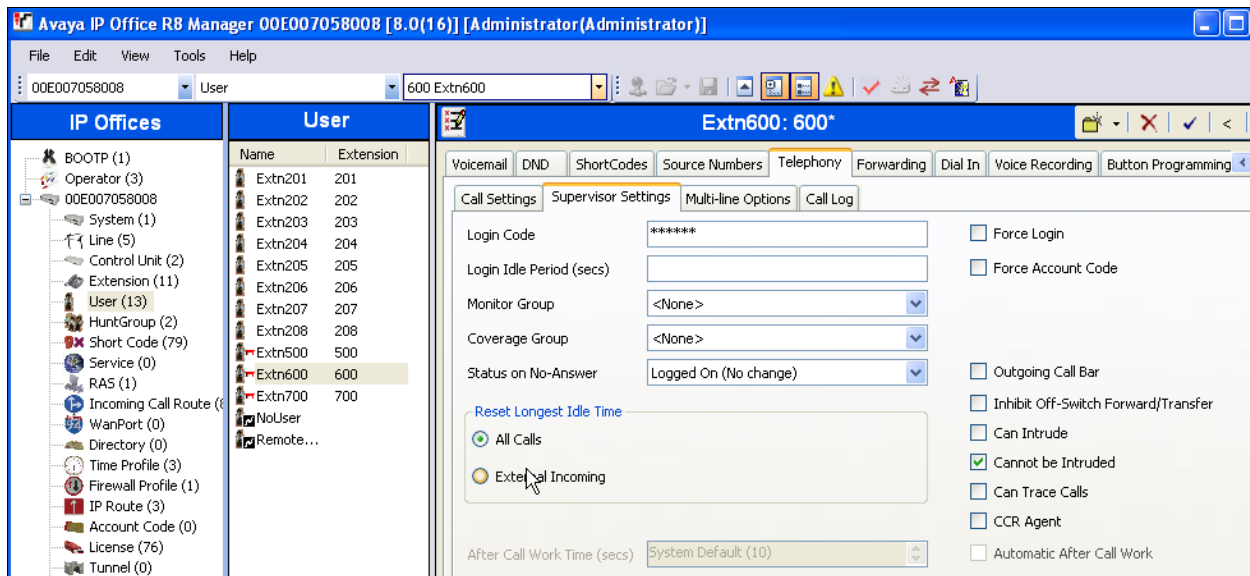 Avaya IP Office R8 Manager 00E007058008 [8.0(16)] [Administrator(Administrator)]
File Edit View Tools Help
00E007058008 User 600 Extn600
IP Offices
BOOTP (1)
Operator (3)
00E007058008
System (1)
Line (5)
Control Unit (2)
Extension (11)
User (13)
HuntGroup (2)
Short Code (79)
Service (0)
RAS (1)
Incoming Call Route (
WanPort (0)
Directory (0)
Time Profile (3)
Firewall Profile (1)
IP Route (3)
Account Code (0)
License (76)
Tunnel (0)
User
Name Extension
Extn201 201
Extn202 202
Extn203 203
Extn204 204
Extn205 205
Extn206 206
Extn207 207
Extn208 208
Extn500 500
Extn600 600
Extn700 700
NoUser
Remote...
Extn600: 600*
Voicemail DND ShortCodes Source Numbers Telephony Forwarding Dial In Voice Recording Button Programming
Call Settings Supervisor Settings Multi-line Options Call Log
Login Code ****** Force Login
Login Idle Period (secs) Force Account Code
Monitor Group <None>
Coverage Group <None>
Status on No-Answer Logged On (No change) Outgoing Call Bar
Reset Longest Idle Time
All Calls
External Incoming
Inhibit Off-Switch Forward/Transfer
Can Intrude
Cannot be Intruded
Can Trace Calls
CCR Agent
After Call Work Time (secs) System Default (10) Automatic After Call Work